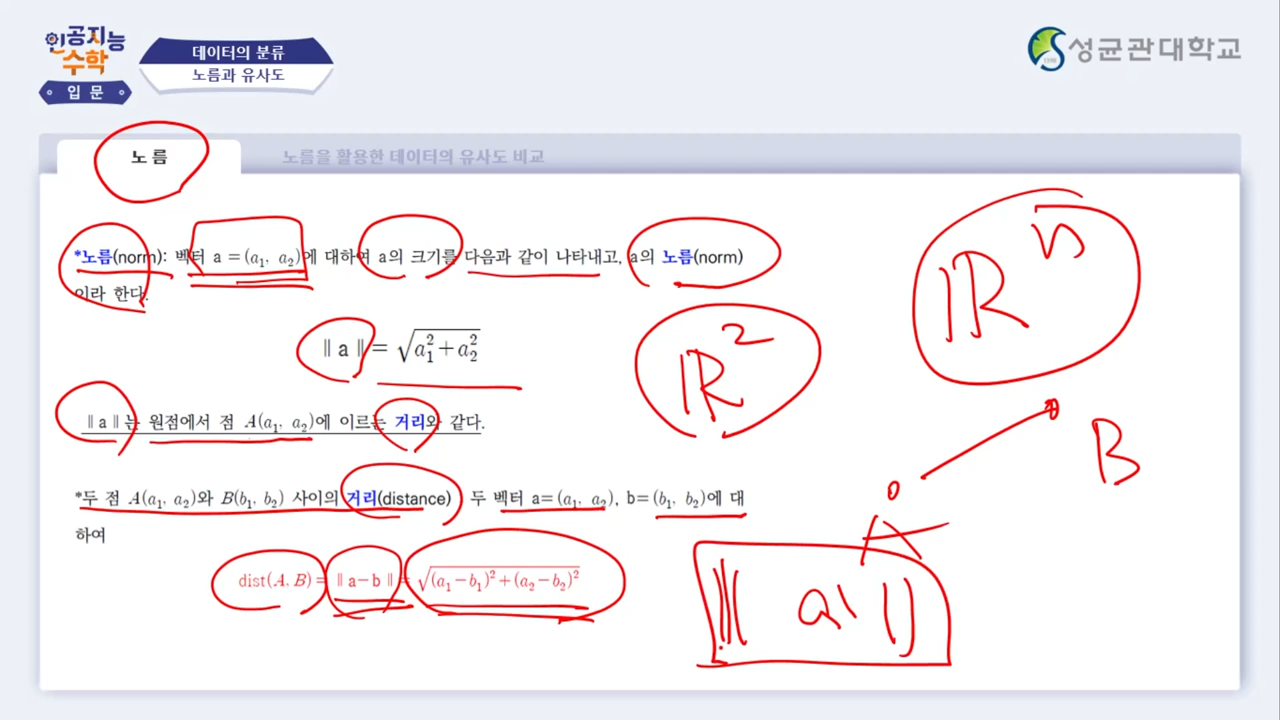 인공지능
수학
입 문
데이터의 분류
노름과 유사도
성균관대학교
노 름
노름을 활용한 데이터의 유사도 비교
*노름(norm): 벡터 a =(a₁, a₂)에 대하여 a의 크기를 다음과 같이 나타내고, a의 노름(norm)
이라 한다.
‖ a ‖ = √(a₁² + a₂²)
ℝ²
ℝⁿ
‖ a ‖는 원점에서 점 A(a₁, a₂)에 이르는 거리와 같다.
B
*두 점 A(a₁, a₂)와 B(b₁, b₂) 사이의 거리(distance) 두 벡터 a=(a₁, a₂), b=(b₁, b₂)에 대
하여
A
dist(A, B) = ‖ a−b ‖ = √((a₁−b₁)²+(a₂−b₂)²)